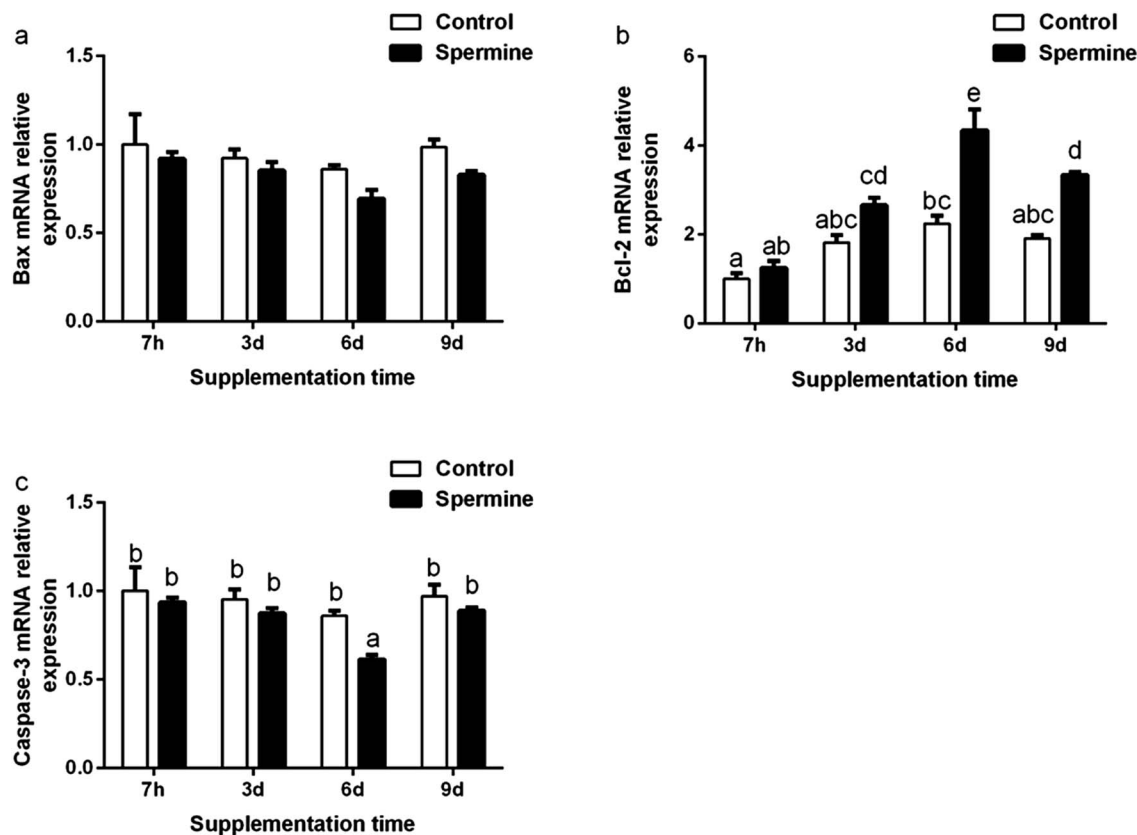 a
Control
Spermine
Bax mRNA relative
expression
1.5
1.0
0.5
0.0
7h 3d 6d 9d
Supplementation time
b
Control
Spermine
Bcl-2 mRNA relative
expression
6
4
2
0
a ab abc cd bc e abc d
7h 3d 6d 9d
Supplementation time
c
Control
Spermine
Caspase-3 mRNA relative
expression
1.5
1.0
0.5
0.0
b b b b b a b b
7h 3d 6d 9d
Supplementation time